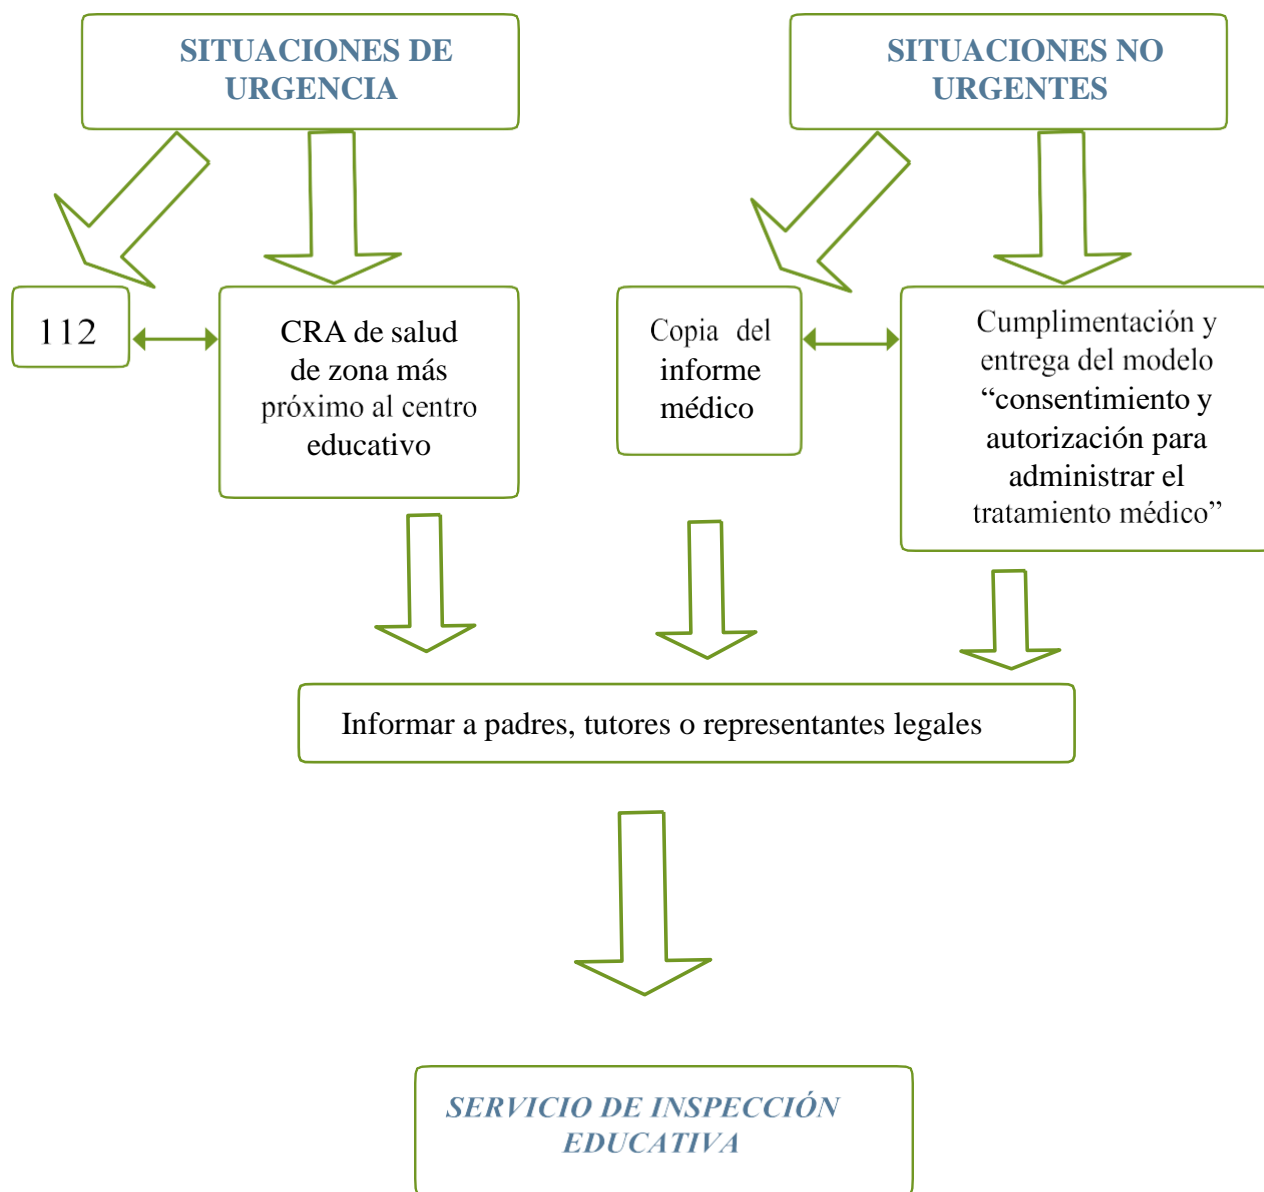 SITUACIONES DE
URGENCIA
SITUACIONES NO
URGENTES
112
CRA de salud
de zona más
próximo al centro
educativo
Copia del
informe
médico
Cumplimentación y
entrega del modelo
“consentimiento y
autorización para
administrar el
tratamiento médico”
Informar a padres, tutores o representantes legales
SERVICIO DE INSPECCIÓN
EDUCATIVA